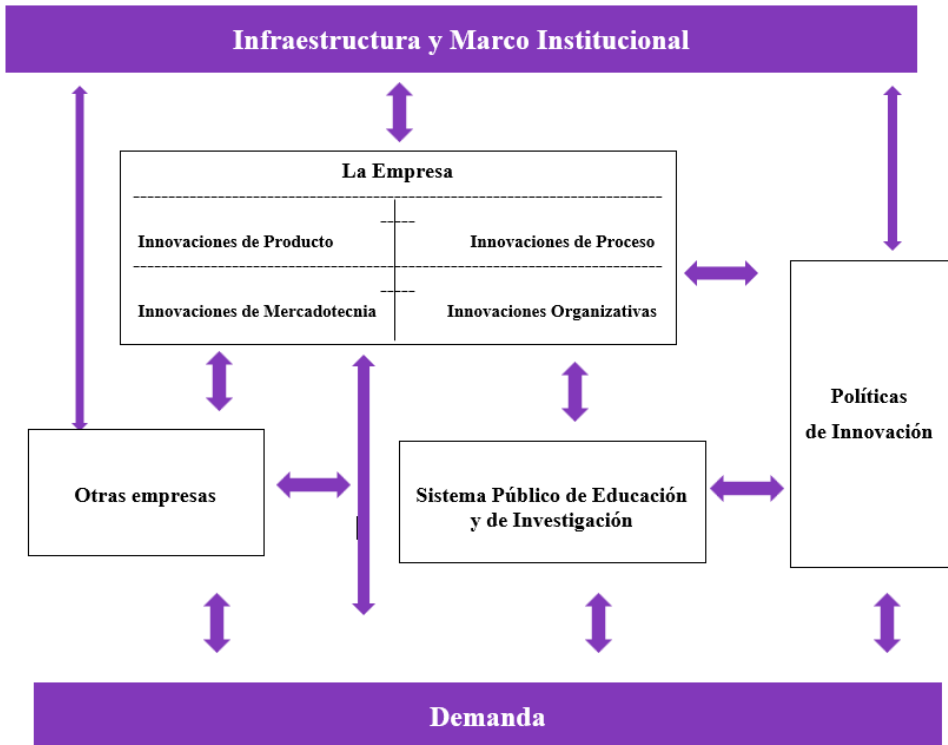 Infraestructura y Marco Institucional
La Empresa
Innovaciones de Producto
Innovaciones de Proceso
Innovaciones de Mercadotecnia
Innovaciones Organizativas
Políticas
de Innovación
Otras empresas
Sistema Público de Educación
y de Investigación
Demanda